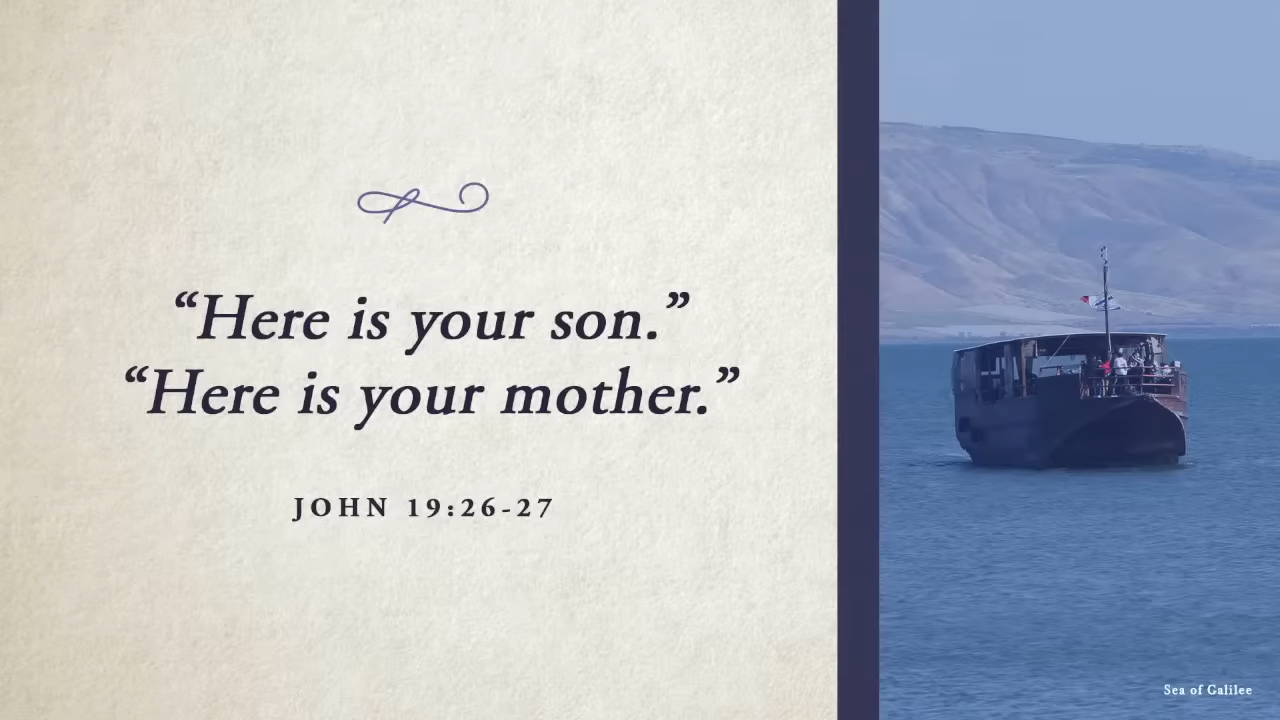 “Here is your son.”
“Here is your mother.”
JOHN 19:26-27
Sea of Galilee